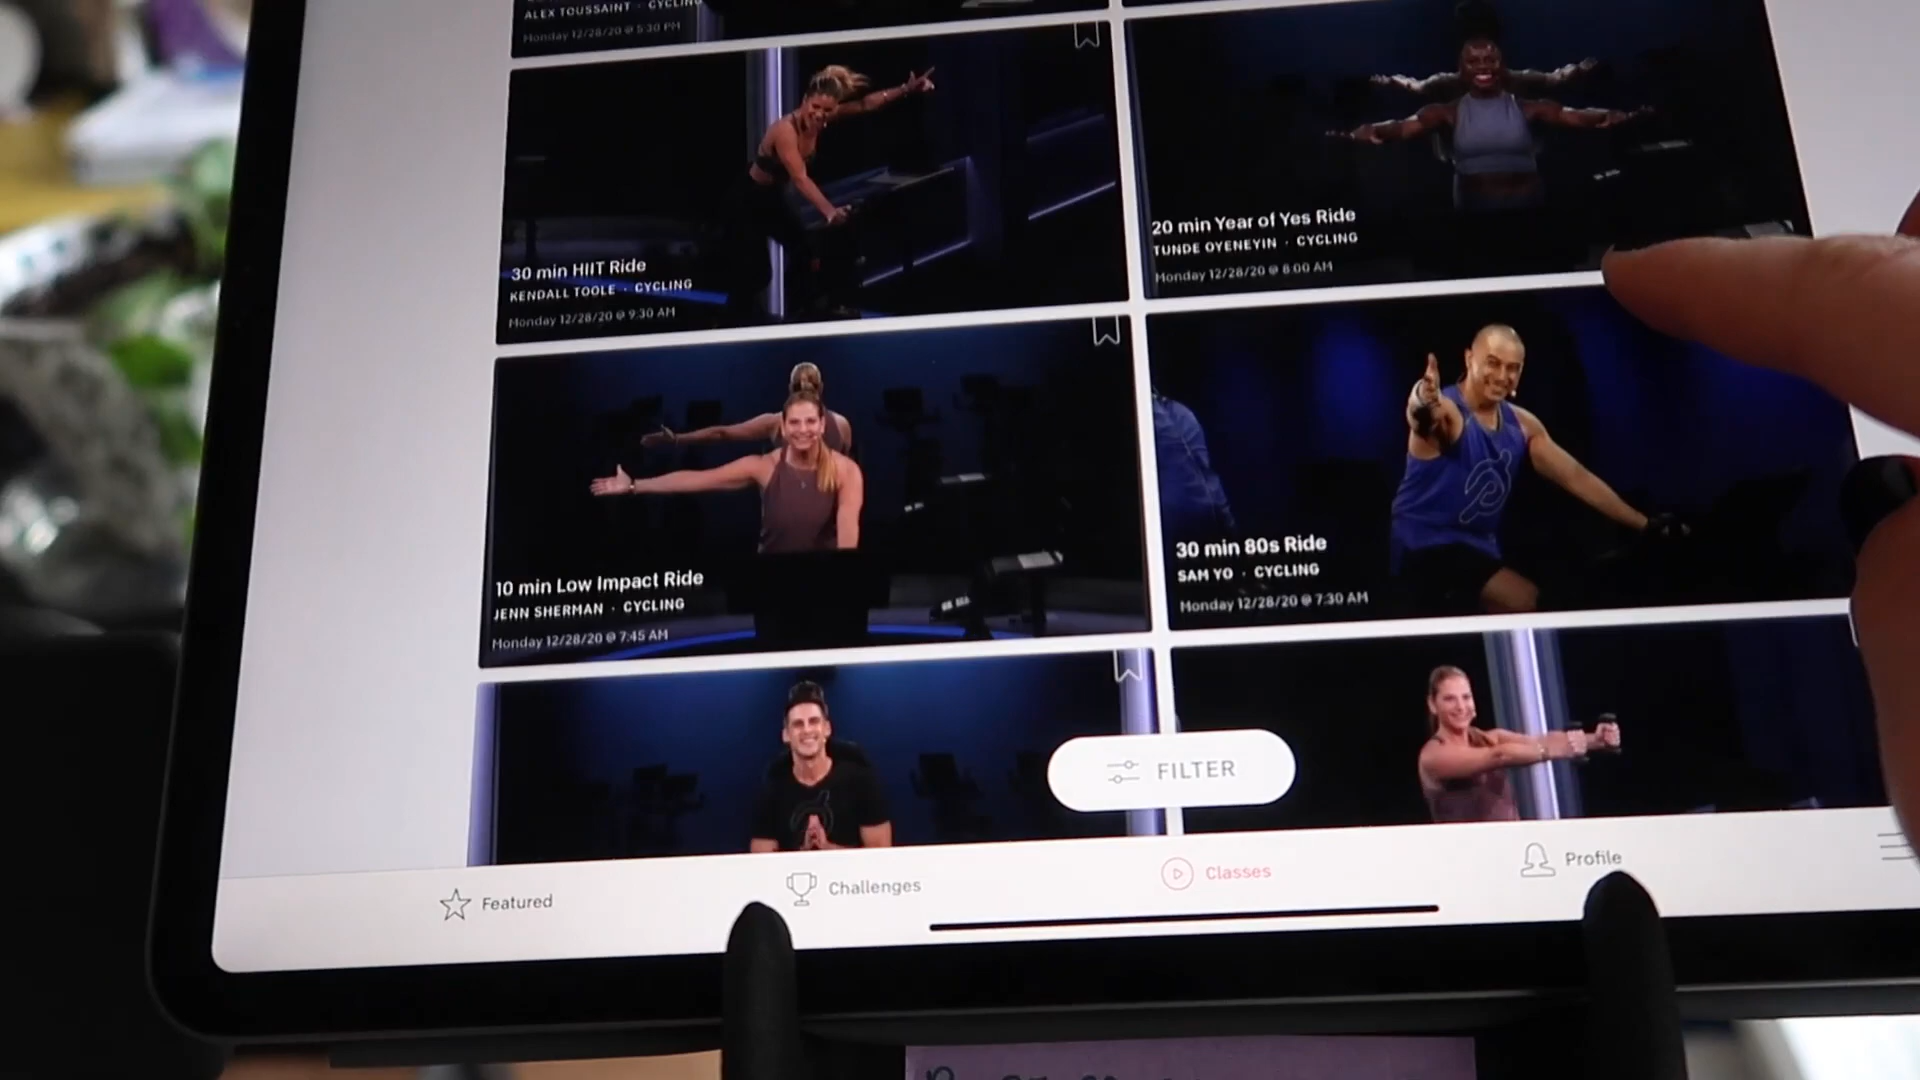 ALEX TOUSSAINT · CYCLING
Monday 12/28/20 @ 5:30 PM
30 min HIIT Ride
KENDALL TOOLE · CYCLING
Monday 12/28/20 @ 9:30 AM
20 min Year of Yes Ride
TUNDE OYENEYIN · CYCLING
Monday 12/28/20 @ 8:00 AM
10 min Low Impact Ride
JENN SHERMAN · CYCLING
Monday 12/28/20 @ 7:45 AM
30 min 80s Ride
SAM YO · CYCLING
Monday 12/28/20 @ 7:30 AM
FILTER
Featured
Challenges
Classes
Profile